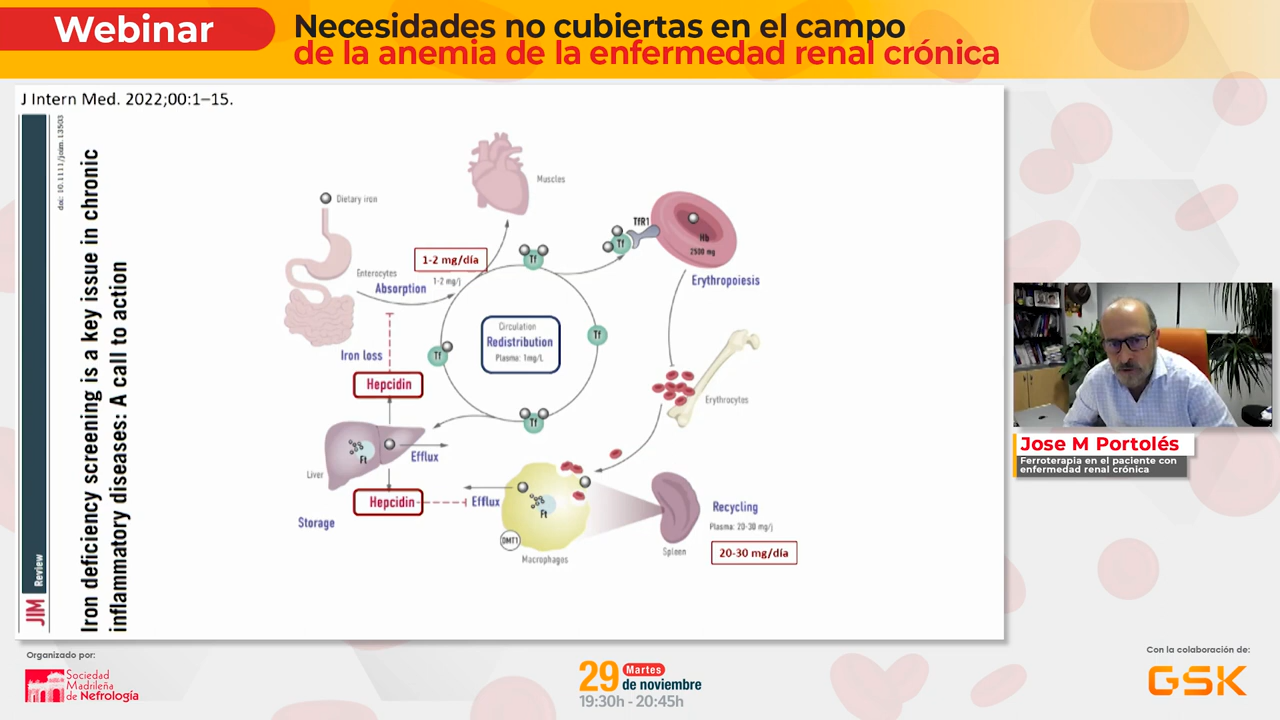 Webinar
Necesidades no cubiertas en el campo
de la anemia de la enfermedad renal crónica
J Intern Med. 2022;00:1–15.
doi: 10.1111/joim.13503
Iron deficiency screening is a key issue in chronic
inflammatory diseases: A call to action
JIM
Review
Muscles
Dietary iron
TfR1
Tf
Tf
Hb
2500 mg
1-2 mg/día
Enterocytes
1-2 mg/j
Absorption
Erythropoiesis
Circulation
Redistribution
Plasma: 1mg/L
Tf
Tf
Iron loss
Hepcidin
Erythrocytes
Tf
Ft
Efflux
Liver
Hepcidin
Efflux
Ft
Storage
DMT1
Macrophages
Spleen
Recycling
Plasma: 20-30 mg/j
20-30 mg/día
Jose M Portolés
Ferroterapia en el paciente con
enfermedad renal crónica
Organizado por:
Sociedad
Madrileña
de Nefrología
29
Martes
de noviembre
19:30h - 20:45h
Con la colaboración de:
GSK